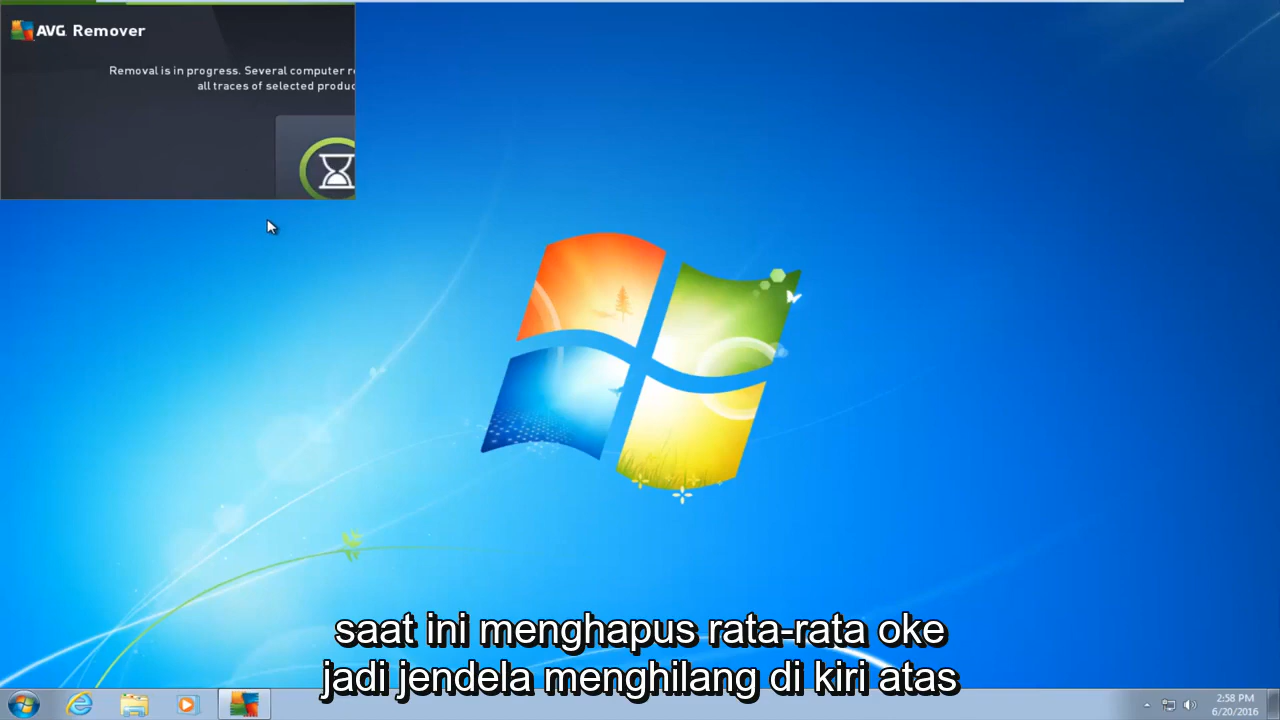 AVG Remover
Removal is in progress. Several computer re
all traces of selected produc
saat ini menghapus rata-rata oke
jadi jendela menghilang di kiri atas
2:58 PM
6/20/2016